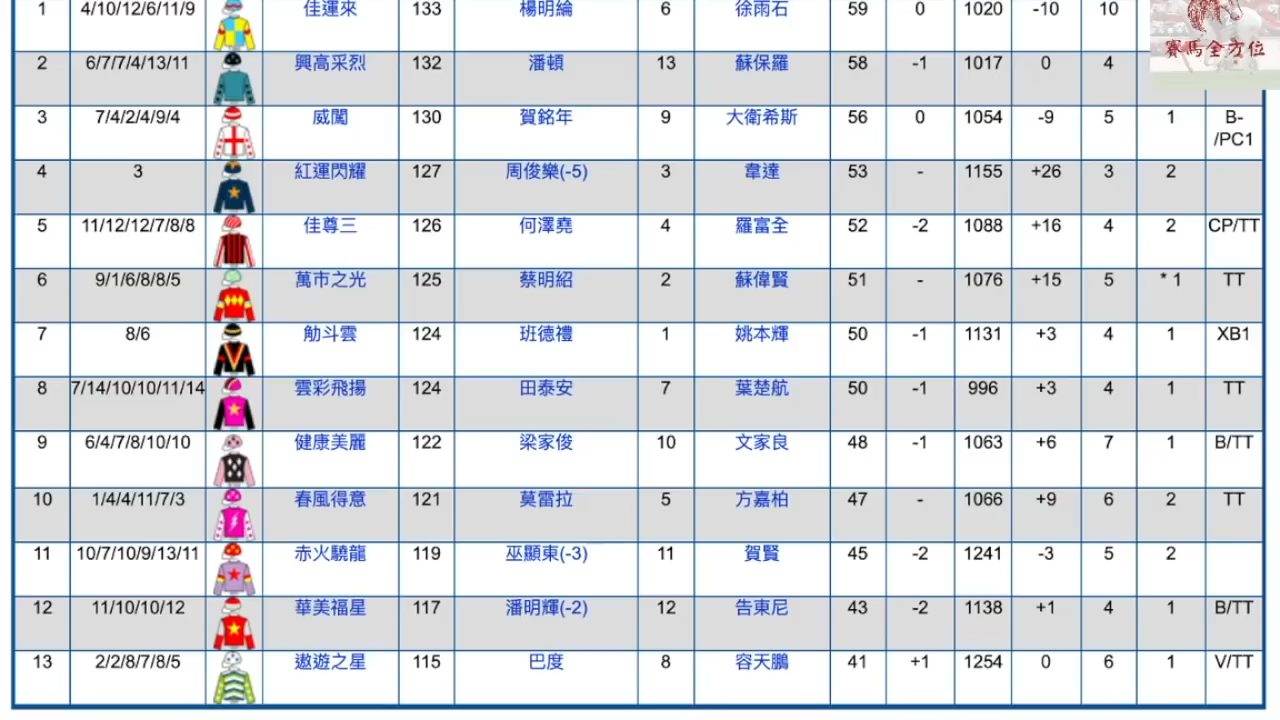 1 4/10/12/6/11/9 佳運來 133 楊明綸 6 徐雨石 59 0 1020 -10 10
賽馬全方位
2 6/7/7/4/13/11 興高采烈 132 潘頓 13 蘇保羅 58 -1 1017 0 4
3 7/4/2/4/9/4 威闖 130 賀銘年 9 大衛希斯 56 0 1054 -9 5 1 B-
/PC1
4 3 紅運閃耀 127 周俊樂(-5) 3 韋達 53 - 1155 +26 3 2
5 11/12/12/7/8/8 佳尊三 126 何澤堯 4 羅富全 52 -2 1088 +16 4 2 CP/TT
6 9/1/6/8/8/5 萬市之光 125 蔡明紹 2 蘇偉賢 51 - 1076 +15 5 * 1 TT
7 8/6 觔斗雲 124 班德禮 1 姚本輝 50 -1 1131 +3 4 1 XB1
8 7/14/10/10/11/14 雲彩飛揚 124 田泰安 7 葉楚航 50 -1 996 +3 4 1 TT
9 6/4/7/8/10/10 健康美麗 122 梁家俊 10 文家良 48 -1 1063 +6 7 1 B/TT
10 1/4/4/11/7/3 春風得意 121 莫雷拉 5 方嘉柏 47 - 1066 +9 6 2 TT
11 10/7/10/9/13/11 赤火驍龍 119 巫顯東(-3) 11 賀賢 45 -2 1241 -3 5 2
12 11/10/10/12 華美福星 117 潘明輝(-2) 12 告東尼 43 -2 1138 +1 4 1 B/TT
13 2/2/8/7/8/5 遨遊之星 115 巴度 8 容天鵬 41 +1 1254 0 6 1 V/TT